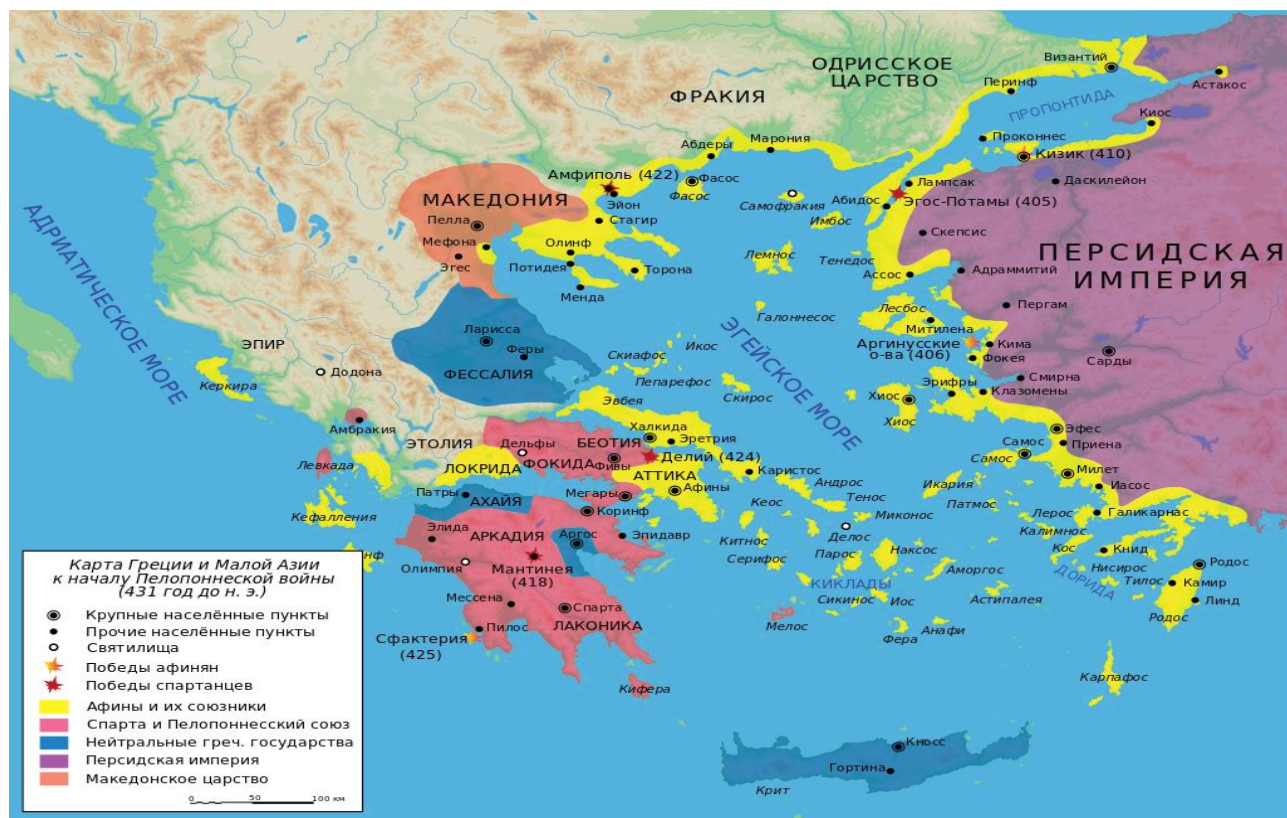 Византий
ОДРИССКОЕ
ЦАРСТВО
Перинф
Астакос
ФРАКИЯ
ПРОПОНТИДА
Киос
Марония
Абдеры
Проконнес
Кизик (410)
Амфиполь (422)
Фасос
Фасос
Лампсак
Даскилейон
МАКЕДОНИЯ
Эйон
Самофракия
Абидос
Эгос-Потамы (405)
Пелла
Стагир
Имброс
Скепсис
АДРИАТИЧЕСКОЕ МОРЕ
Мефона
Олинф
Лемнос
ПЕРСИДСКАЯ
ИМПЕРИЯ
Эгес
Потидея
Торона
Тенедос
Ассос
Адраммитий
Менда
Лесбос
Пергам
Галоннесос
Митилена
Ларисса
ЭГЕЙСКОЕ МОРЕ
Аргинусские
о-ва (406)
Кима
ЭПИР
Феры
Икос
Скиафос
Фокея
Сарды
Додона
ФЕССАЛИЯ
Пепарефос
Смирна
Керкира
Скирос
Эрифры
Хиос
Клазомены
Эвбея
Хиос
Амбракия
Халкида
Эфес
ЭТОЛИЯ
Дельфы
БЕОТИЯ
Эретрия
Самос
Приена
Левкада
ЛОКРИДА
ФОКИДА
Фивы
Делий (424)
Самос
Милет
АТТИКА
Каристос
Андрос
Икария
Иасос
Патры
АХАЙЯ
Мегары
Афины
Кеос
Тенос
Патмос
Кефалления
Коринф
Миконос
Лерос
Галикарнас
Элида
АРКАДИЯ
Аргос
Эпидавр
Делос
Калимнос
Китнос
Кос
Книд
нф
Олимпия
Мантинея
(418)
Серифос
Парос
Наксос
Аморгос
Нисирос
Родос
КИКЛАДЫ
ДОРИДА
Тилос
Камир
Мессена
Спарта
Сикинос
Иос
Астипалея
Линд
Пилос
ЛАКОНИКА
Мелос
Родос
Сфактерия
(425)
Фера
Анафи
Кифера
Карпафос
Кносс
Гортина
Крит
Карта Греции и Малой Азии
к началу Пелопоннеской войны
(431 год до н. э.)
Крупные населённые пункты
Прочие населённые пункты
Святилища
Победы афинян
Победы спартанцев
Афины и их союзники
Спарта и Пелопоннесский союз
Нейтральные греч. государства
Персидская империя
Македонское царство
0 50 100 км